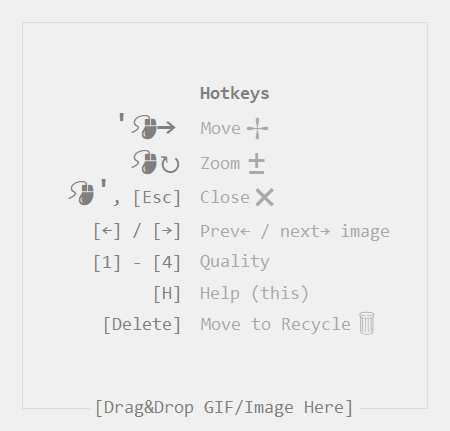 Hotkeys
'🖱→ Move ✢
🖱↻ Zoom ±
🖱', [Esc] Close ✕
[←] / [→] Prev← / next→ image
[1] - [4] Quality
[H] Help (this)
[Delete] Move to Recycle 🗑
[Drag&Drop GIF/Image Here]